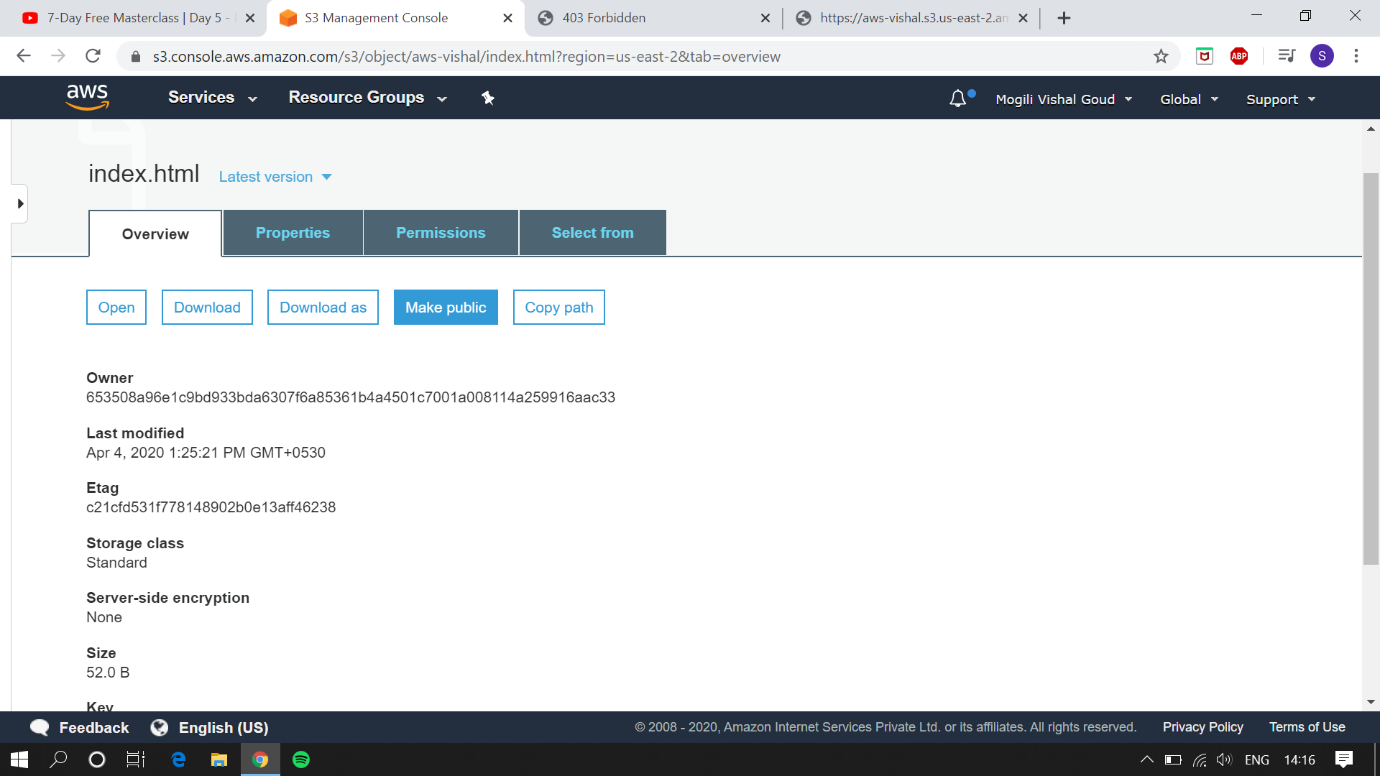 7-Day Free Masterclass | Day 5 -
S3 Management Console
403 Forbidden
https://aws-vishal.s3.us-east-2.am
s3.console.aws.amazon.com/s3/object/aws-vishal/index.html?region=us-east-2&tab=overview
ABP
S
aws
Services
Resource Groups
Mogili Vishal Goud
Global
Support
index.html
Latest version
Overview
Properties
Permissions
Select from
Open
Download
Download as
Make public
Copy path
Owner
653508a96e1c9bd933bda6307f6a85361b4a4501c7001a008114a259916aac33
Last modified
Apr 4, 2020 1:25:21 PM GMT+0530
Etag
c21cfd531f778148902b0e13aff46238
Storage class
Standard
Server-side encryption
None
Size
52.0 B
Key
Feedback
English (US)
© 2008 - 2020, Amazon Internet Services Private Ltd. or its affiliates. All rights reserved.
Privacy Policy
Terms of Use
ENG
14:16